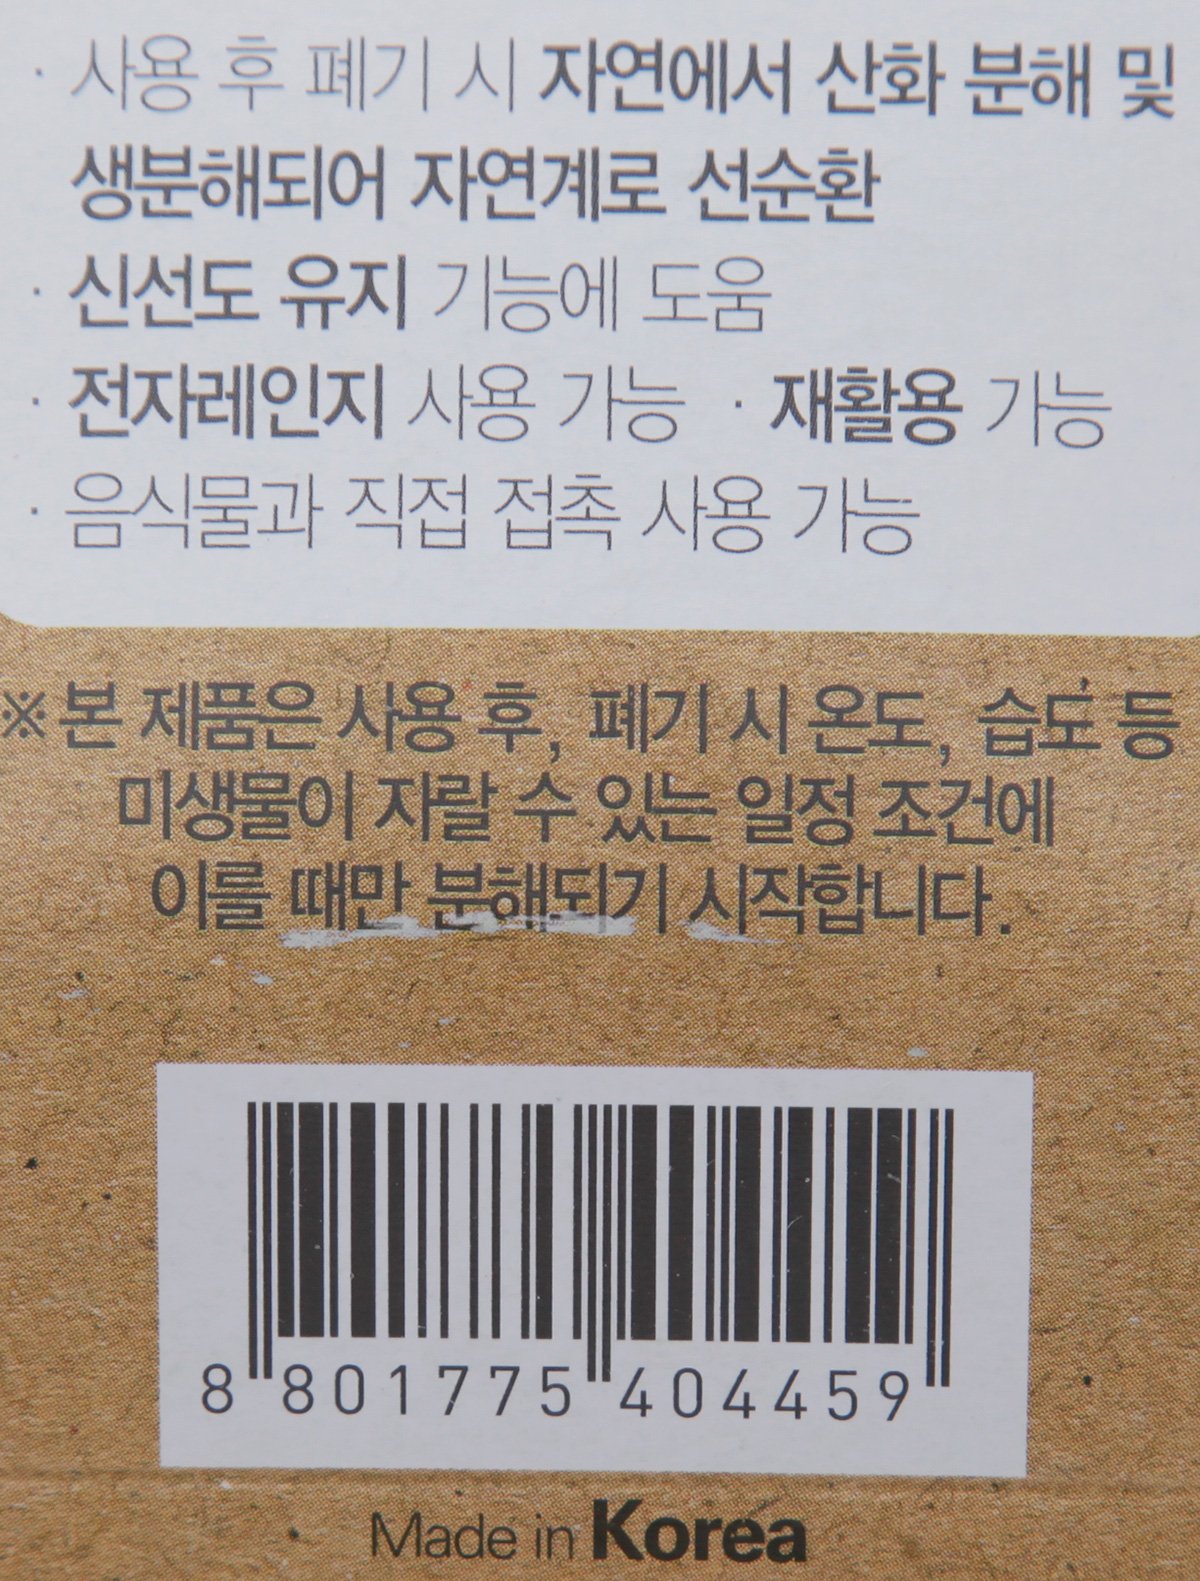 · 사용 후 폐기 시 자연에서 산화 분해 및
생분해되어 자연계로 선순환
· 신선도 유지 기능에 도움
· 전자레인지 사용 가능 · 재활용 가능
· 음식물과 직접 접촉 사용 가능
※ 본 제품은 사용 후, 폐기 시 온도, 습도 등
미생물이 자랄 수 있는 일정 조건에
이를 때만 분해되기 시작합니다.
8 801775 404459
Made in Korea